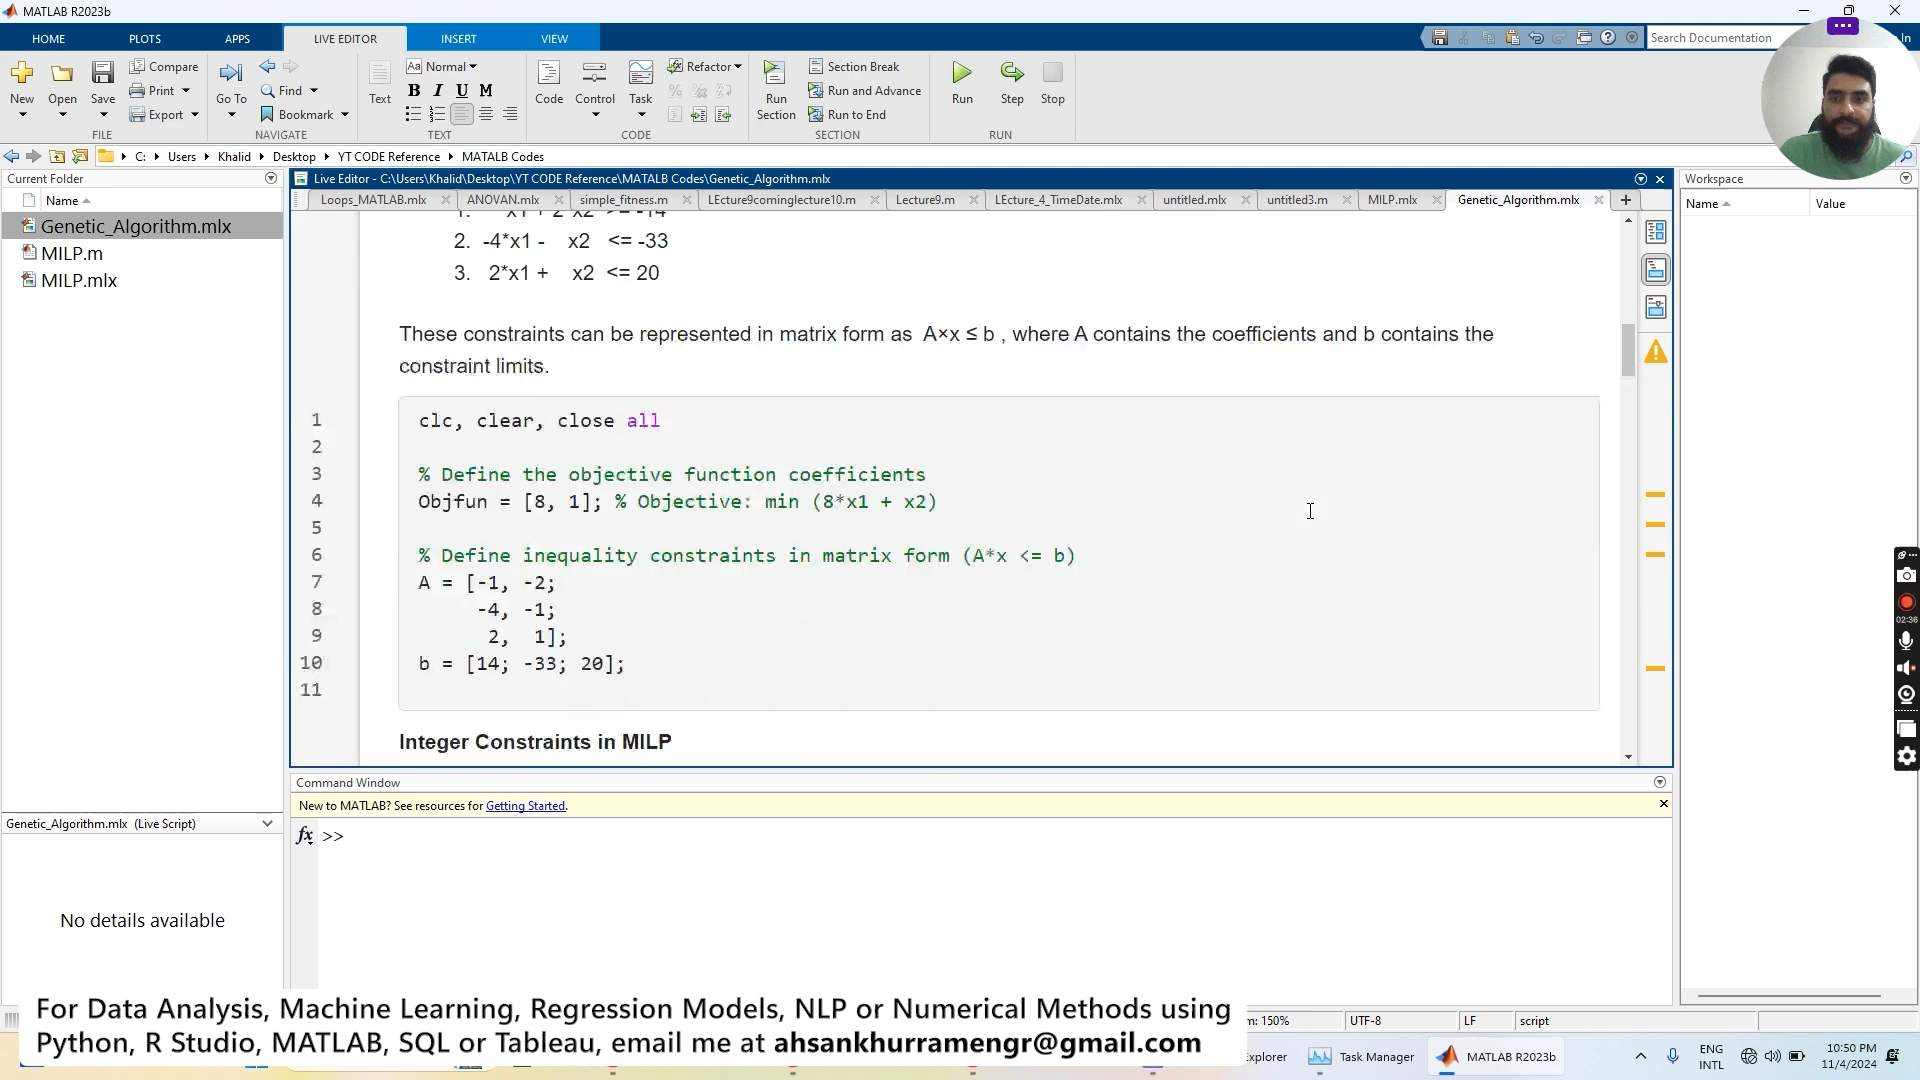 MATLAB R2023b
HOME PLOTS APPS LIVE EDITOR INSERT VIEW
Search Documentation In
New Open Save Compare Print Export
FILE
Go To Find Bookmark
NAVIGATE
Text Normal B I U M
TEXT
Code Control Task Refactor
CODE
Run Section Section Break Run and Advance Run to End
SECTION
Run Step Stop
RUN
C: Users Khalid Desktop YT CODE Reference MATALB Codes
Current Folder
Name
Genetic_Algorithm.mlx
MILP.m
MILP.mlx
Genetic_Algorithm.mlx (Live Script)
No details available
Live Editor - C:\Users\Khalid\Desktop\YT CODE Reference\MATALB Codes\Genetic_Algorithm.mlx
Loops_MATLAB.mlx ANOVAN.mlx simple_fitness.m LEcture9cominglecture10.m Lecture9.m LEcture_4_TimeDate.mlx untitled.mlx untitled3.m MILP.mlx Genetic_Algorithm.mlx
2. -4*x1 - x2 <= -33
3. 2*x1 + x2 <= 20
These constraints can be represented in matrix form as A×x ≤ b , where A contains the coefficients and b contains the
constraint limits.
1 clc, clear, close all
2
3 % Define the objective function coefficients
4 Objfun = [8, 1]; % Objective: min (8*x1 + x2)
5
6 % Define inequality constraints in matrix form (A*x <= b)
7 A = [-1, -2;
8 -4, -1;
9 2, 1];
10 b = [14; -33; 20];
11
Integer Constraints in MILP
Command Window
New to MATLAB? See resources for Getting Started.
fx >>
Workspace
Name Value
02:36
m: 150% UTF-8 LF script
For Data Analysis, Machine Learning, Regression Models, NLP or Numerical Methods using
Python, R Studio, MATLAB, SQL or Tableau, email me at ahsankhurramengr@gmail.com
xplorer Task Manager MATLAB R2023b
ENG
INTL
10:50 PM
11/4/2024